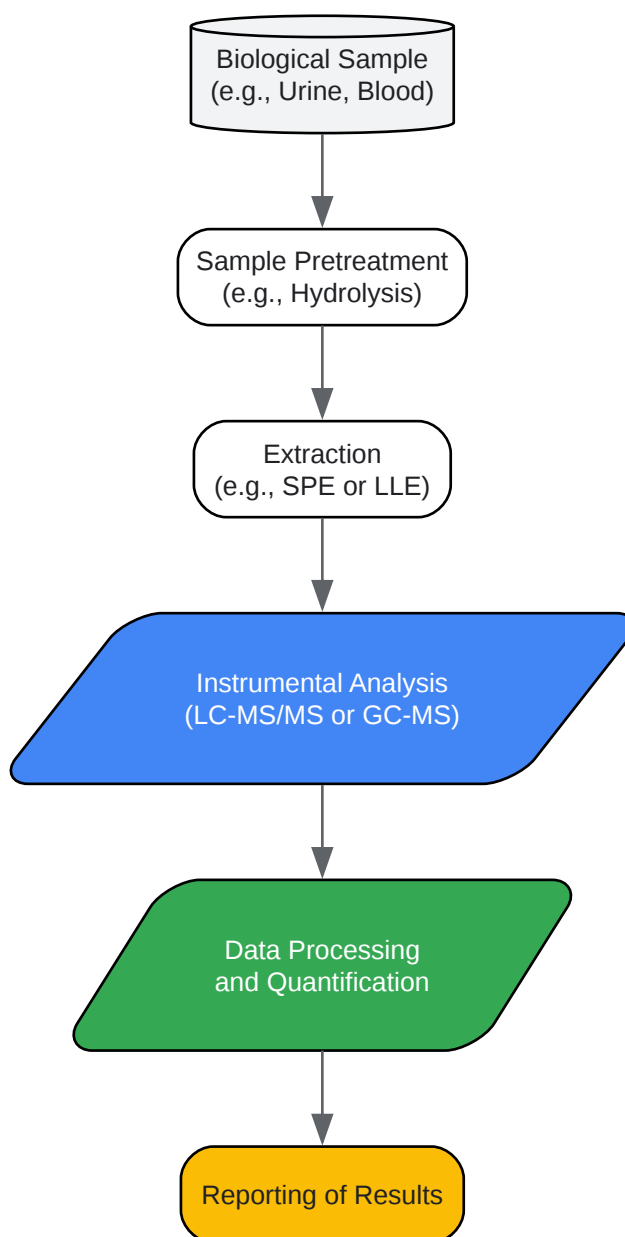 Biological Sample
(e.g., Urine, Blood)
Sample Pretreatment
(e.g., Hydrolysis)
Extraction
(e.g., SPE or LLE)
Instrumental Analysis
(LC-MS/MS or GC-MS)
Data Processing
and Quantification
Reporting of Results